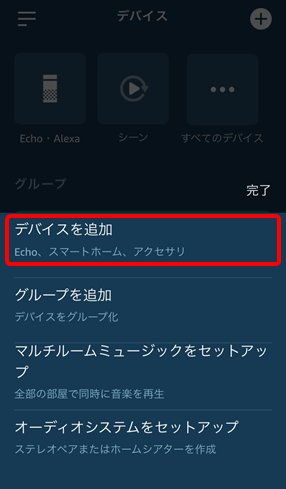 デバイス
Echo・Alexa
シーン
すべてのデバイス
グループ
完了
デバイスを追加
Echo、スマートホーム、アクセサリ
グループを追加
デバイスをグループ化
マルチルームミュージックをセットアッ
プ
全部の部屋で同時に音楽を再生
オーディオシステムをセットアップ
ステレオペアまたはホームシアターを作成